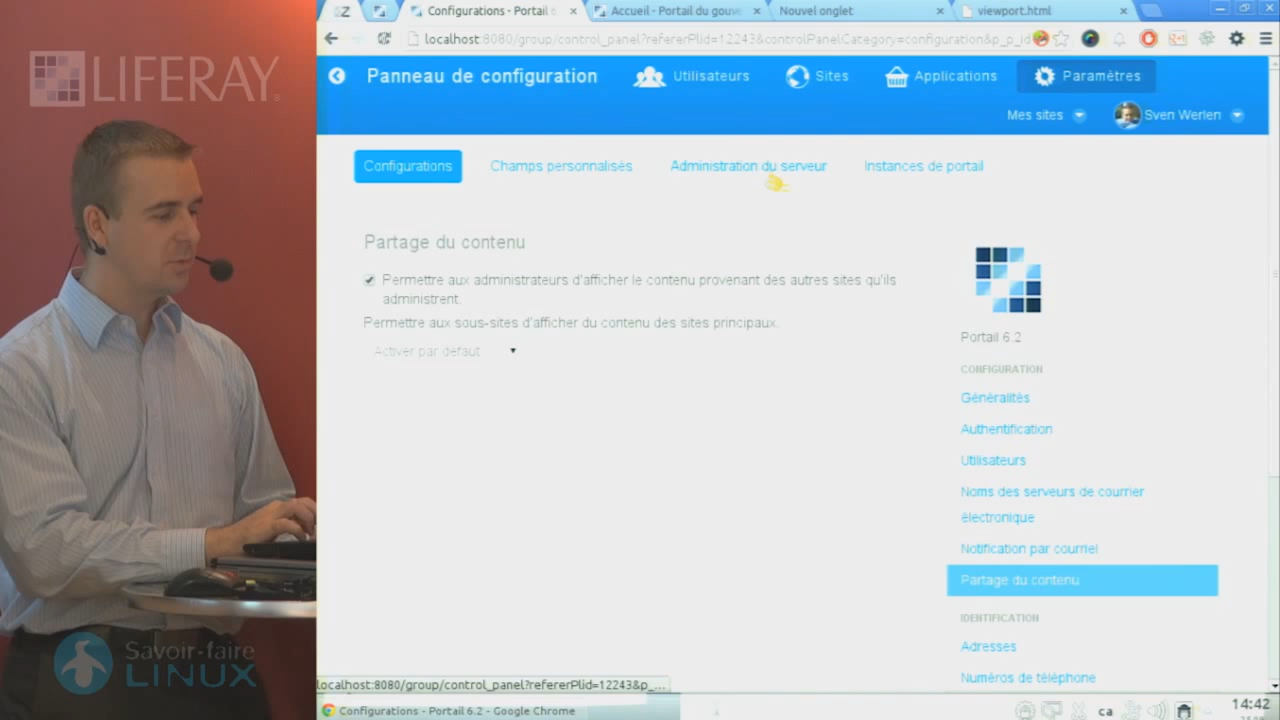 LIFERAY
Configurations - Portail
Accueil - Portail du gouve
Nouvel onglet
viewport.html
localhost:8080/group/control_panel?refererPlid=12243&controlPanelCategory=configuration&p_p_id
Panneau de configuration
Utilisateurs
Sites
Applications
Paramètres
Mes sites
Sven Werlen
Configurations
Champs personnalisés
Administration du serveur
Instances de portail
Partage du contenu
Permettre aux administrateurs d'afficher le contenu provenant des autres sites qu'ils
administrent.
Permettre aux sous-sites d'afficher du contenu des sites principaux.
Activer par défaut
Portail 6.2
CONFIGURATION
Généralités
Authentification
Utilisateurs
Noms des serveurs de courrier
électronique
Notification par courriel
Partage du contenu
IDENTIFICATION
Adresses
Numéros de téléphone
Savoir-faire
LINUX
localhost:8080/group/control_panel?refererPlid=12243&p_...
Configurations - Portail 6.2 - Google Chrome
ca
14:42